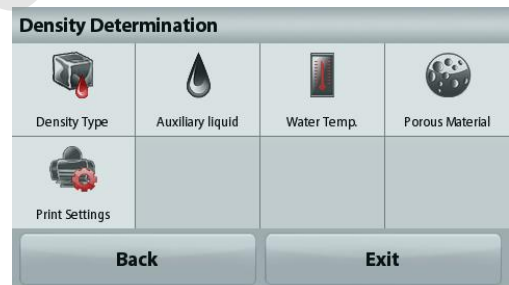 Density Determination
Density Type
Auxiliary liquid
Water Temp.
Porous Material
Print Settings
Back
Exit